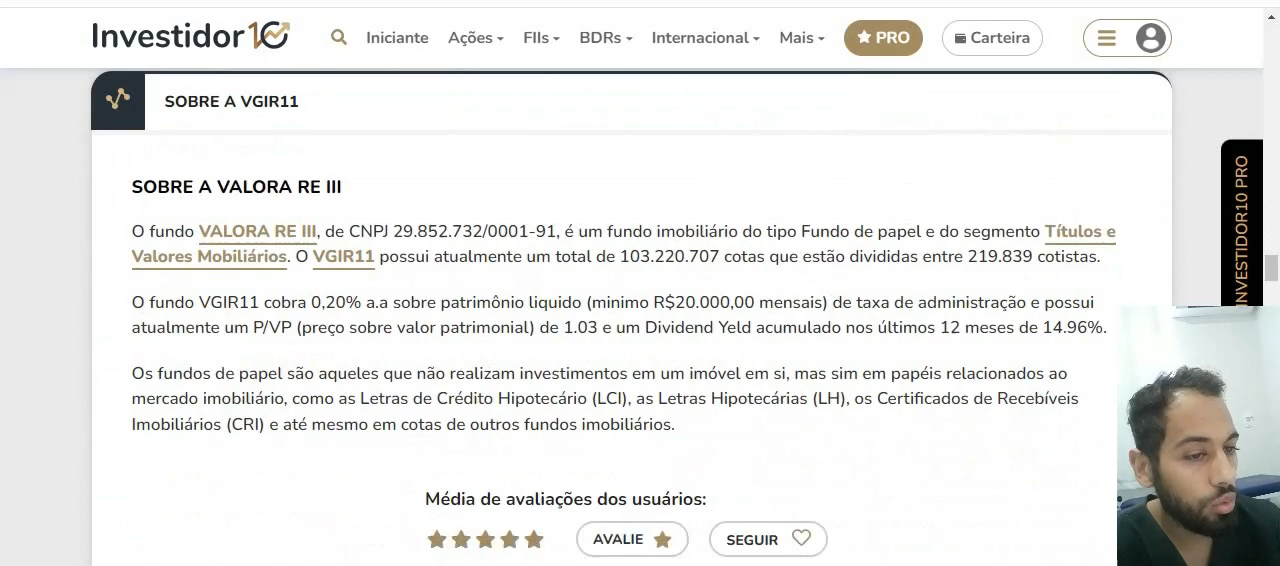 Investidor10
Iniciante Ações FIIs BDRs Internacional Mais PRO Carteira
SOBRE A VGIR11
INVESTIDOR10 PRO
SOBRE A VALORA RE III
O fundo VALORA RE III, de CNPJ 29.852.732/0001-91, é um fundo imobiliário do tipo Fundo de papel e do segmento Títulos e
Valores Mobiliários. O VGIR11 possui atualmente um total de 103.220.707 cotas que estão divididas entre 219.839 cotistas.
O fundo VGIR11 cobra 0,20% a.a sobre patrimônio liquido (minimo R$20.000,00 mensais) de taxa de administração e possui
atualmente um P/VP (preço sobre valor patrimonial) de 1.03 e um Dividend Yeld acumulado nos últimos 12 meses de 14.96%.
Os fundos de papel são aqueles que não realizam investimentos em um imóvel em si, mas sim em papéis relacionados ao
mercado imobiliário, como as Letras de Crédito Hipotecário (LCI), as Letras Hipotecárias (LH), os Certificados de Recebíveis
Imobiliários (CRI) e até mesmo em cotas de outros fundos imobiliários.
Média de avaliações dos usuários:
AVALIE SEGUIR